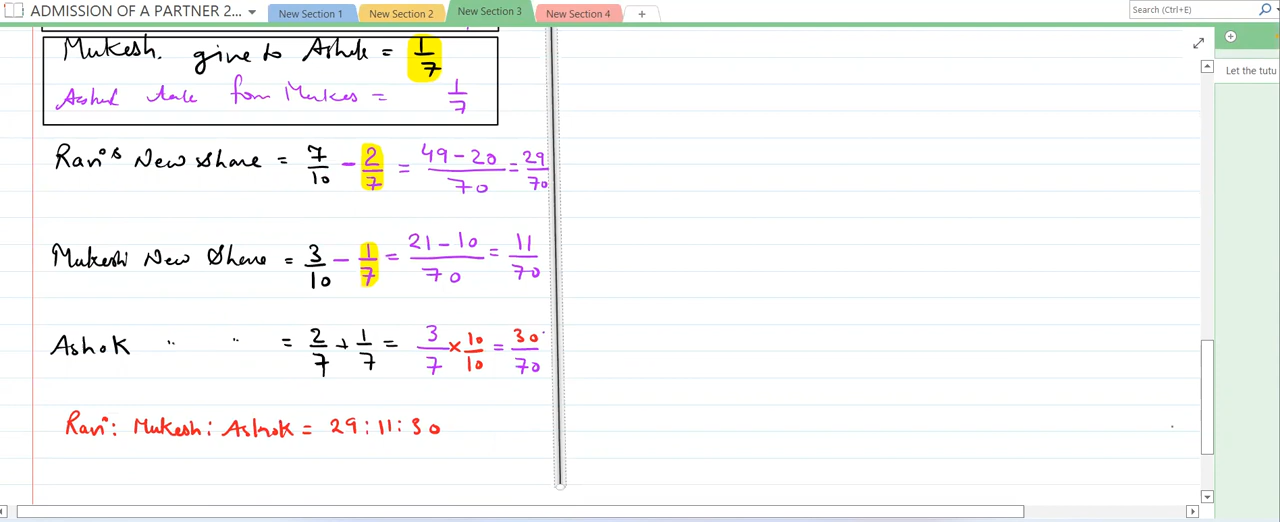 ADMISSION OF A PARTNER 2...
New Section 1 New Section 2 New Section 3 New Section 4 +
Search (Ctrl+E)
Let the tutu
Mukesh. give to Ashok = 1/7
Ashok take from Mukes = 1/7
Ravi's New Share = 7/10 - 2/7 = 49-20/70 = 29/70
Mukesh New Share = 3/10 - 1/7 = 21-10/70 = 11/70
Ashok " " = 2/7 + 1/7 = 3/7 × 10/10 = 30/70
Ravi: Mukesh: Ashok = 29:11:30